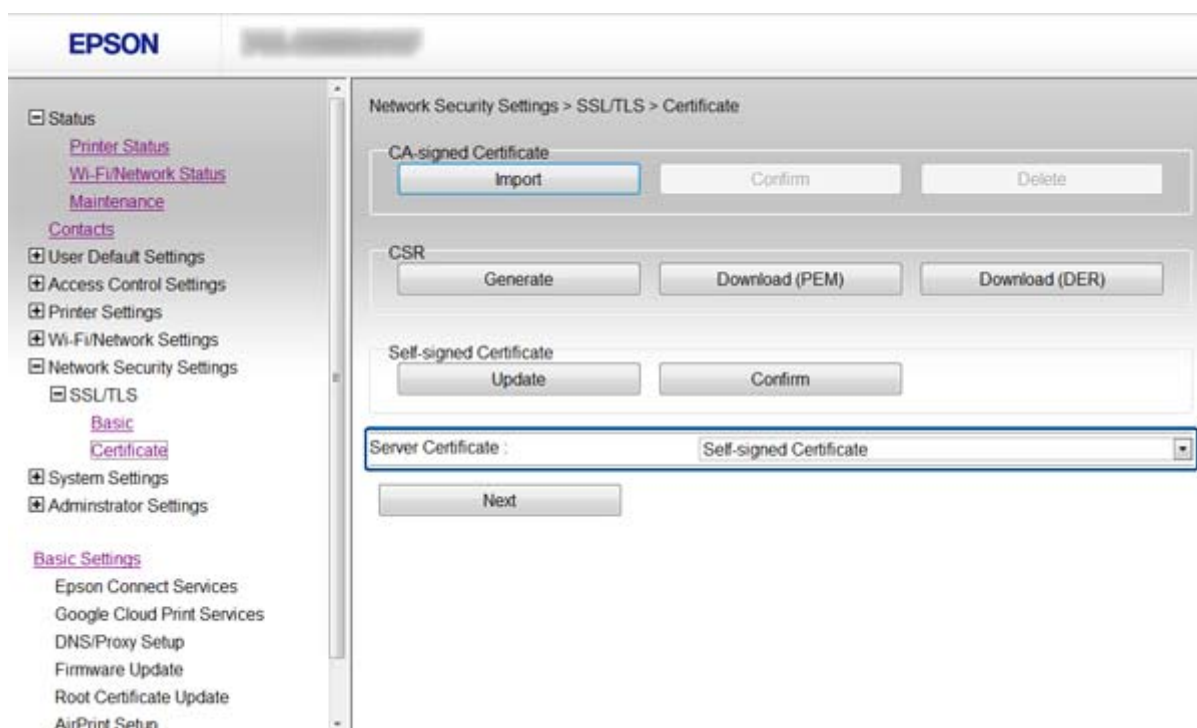 EPSON
Status
Printer Status
Wi-Fi/Network Status
Maintenance
Contacts
User Default Settings
Access Control Settings
Printer Settings
Wi-Fi/Network Settings
Network Security Settings
SSL/TLS
Basic
Certificate
System Settings
Adminstrator Settings
Basic Settings
Epson Connect Services
Google Cloud Print Services
DNS/Proxy Setup
Firmware Update
Root Certificate Update
AirPrint Setup
Network Security Settings > SSL/TLS > Certificate
CA-signed Certificate
Import Confirm Delete
CSR
Generate Download (PEM) Download (DER)
Self-signed Certificate
Update Confirm
Server Certificate : Self-signed Certificate
Next